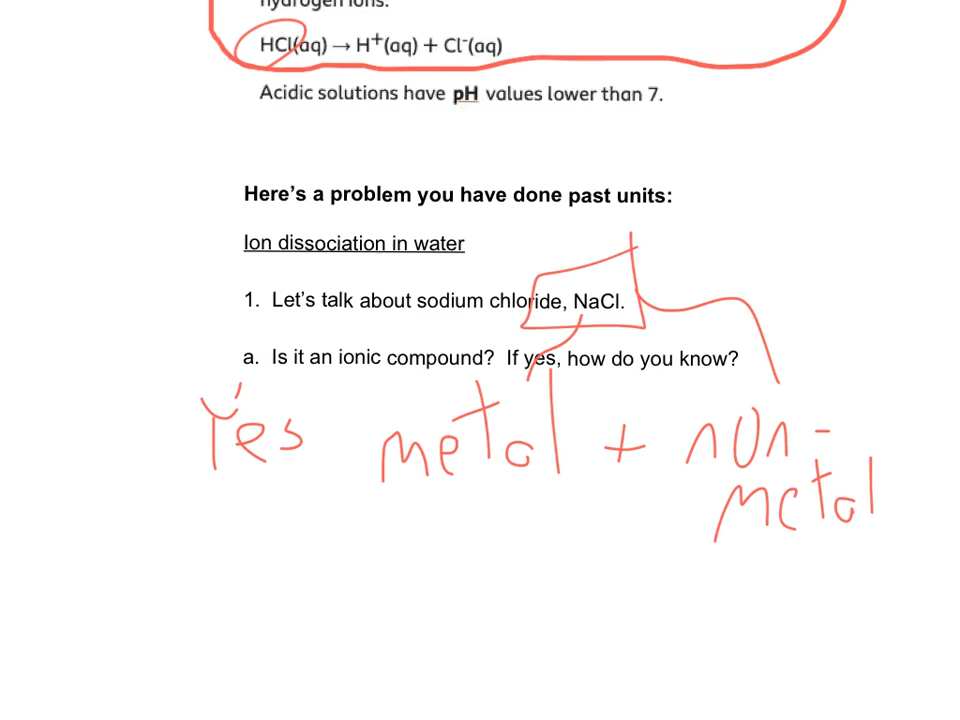 hydrogen ions.
HCl(aq) → H⁺(aq) + Cl⁻(aq)
Acidic solutions have pH values lower than 7.
Here's a problem you have done past units:
Ion dissociation in water
1. Let's talk about sodium chloride, NaCl.
a. Is it an ionic compound? If yes, how do you know?
Yes metal + non-
metal